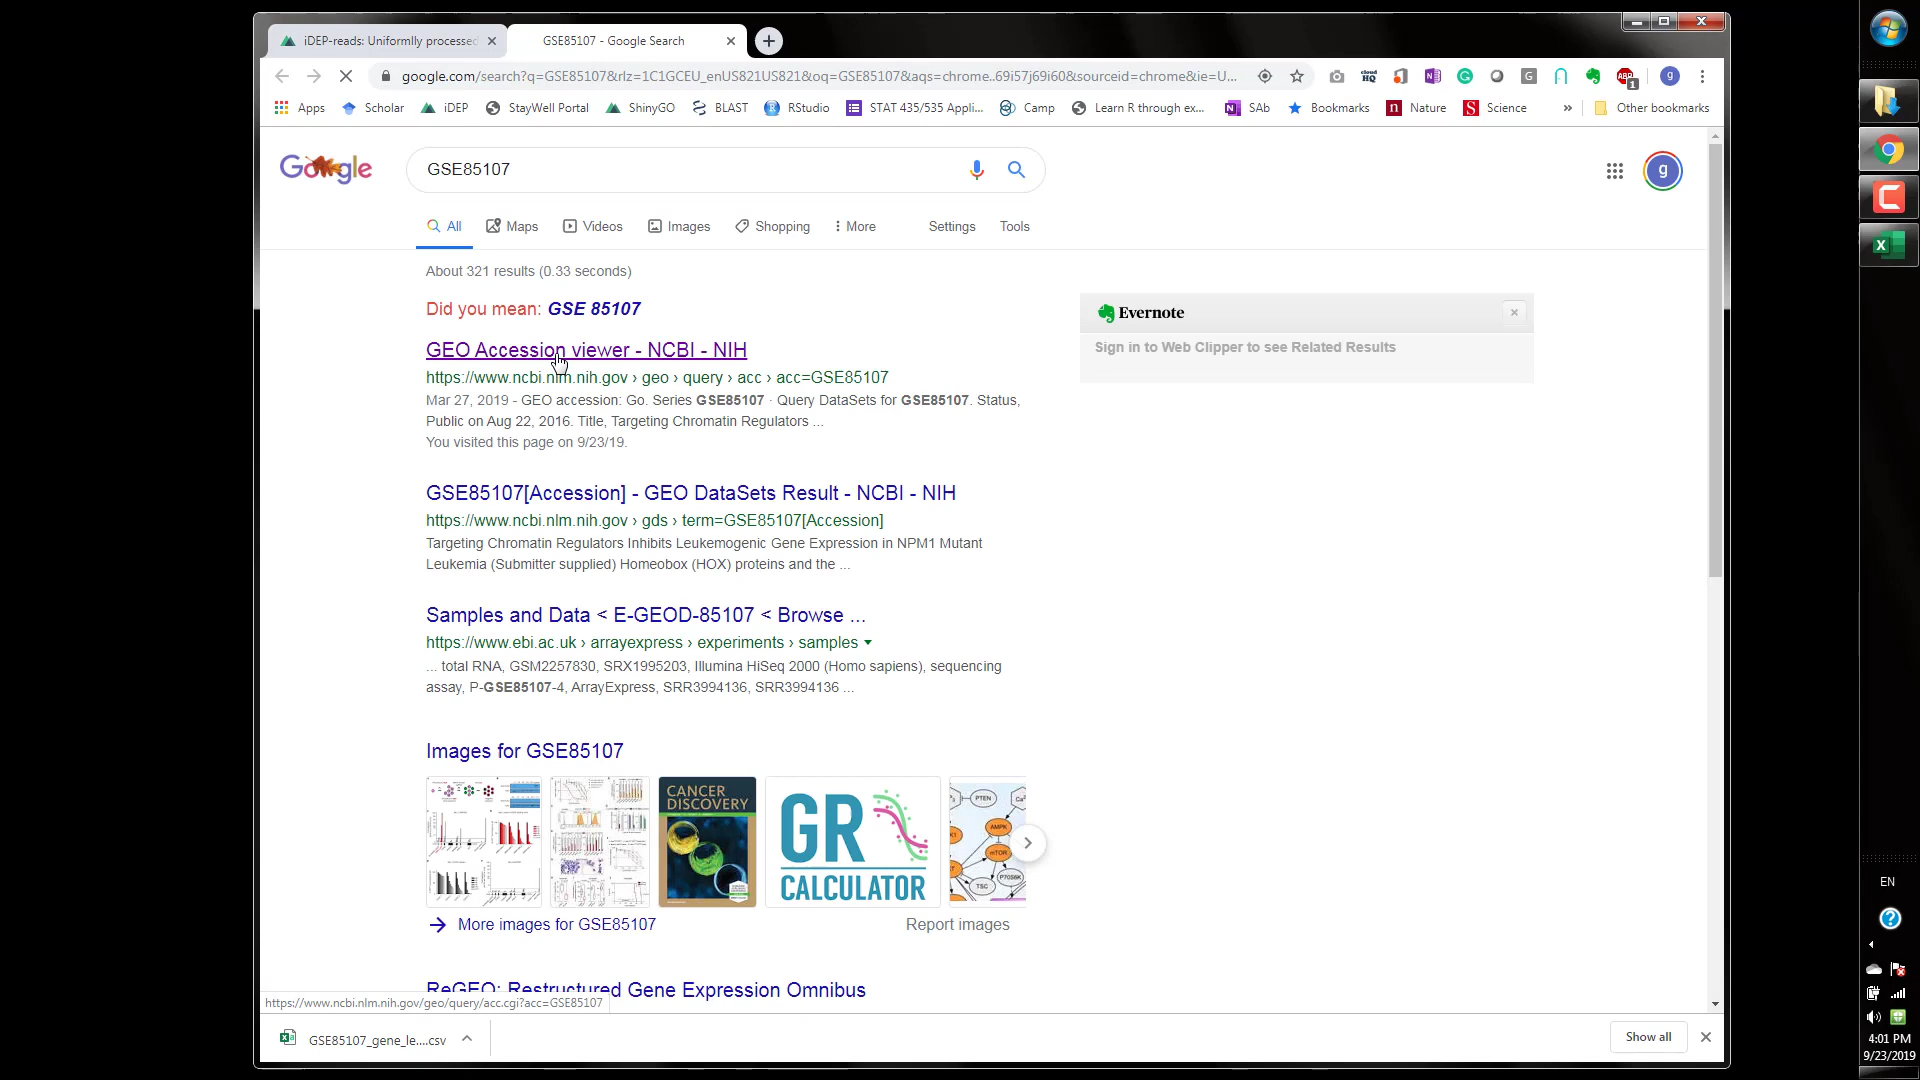 iDEP-reads: Uniformlly processed
GSE85107 - Google Search
google.com/search?q=GSE85107&rlz=1C1GCEU_enUS821US821&oq=GSE85107&aqs=chrome..69i57j69i60&sourceid=chrome&ie=U...
Apps Scholar iDEP StayWell Portal ShinyGO BLAST RStudio STAT 435/535 Appli... Camp Learn R through ex... SAb Bookmarks Nature Science » Other bookmarks
Google
GSE85107
g
All Maps Videos Images Shopping More Settings Tools
About 321 results (0.33 seconds)
Did you mean: GSE 85107
GEO Accession viewer - NCBI - NIH
https://www.ncbi.nlm.nih.gov › geo › query › acc › acc=GSE85107
Mar 27, 2019 - GEO accession: Go. Series GSE85107 · Query DataSets for GSE85107. Status,
Public on Aug 22, 2016. Title, Targeting Chromatin Regulators ...
You visited this page on 9/23/19.
Evernote
Sign in to Web Clipper to see Related Results
GSE85107[Accession] - GEO DataSets Result - NCBI - NIH
https://www.ncbi.nlm.nih.gov › gds › term=GSE85107[Accession]
Targeting Chromatin Regulators Inhibits Leukemogenic Gene Expression in NPM1 Mutant
Leukemia (Submitter supplied) Homeobox (HOX) proteins and the ...
Samples and Data < E-GEOD-85107 < Browse ...
https://www.ebi.ac.uk › arrayexpress › experiments › samples
... total RNA, GSM2257830, SRX1995203, Illumina HiSeq 2000 (Homo sapiens), sequencing
assay, P-GSE85107-4, ArrayExpress, SRR3994136, SRR3994136 ...
Images for GSE85107
CANCER
DISCOVERY
GR
CALCULATOR
PTEN
AMPK
mTOR
P70S6K
TSC
More images for GSE85107
Report images
ReGEO: Restructured Gene Expression Omnibus
https://www.ncbi.nlm.nih.gov/geo/query/acc.cgi?acc=GSE85107
GSE85107_gene_le....csv
Show all
EN
4:01 PM
9/23/2019